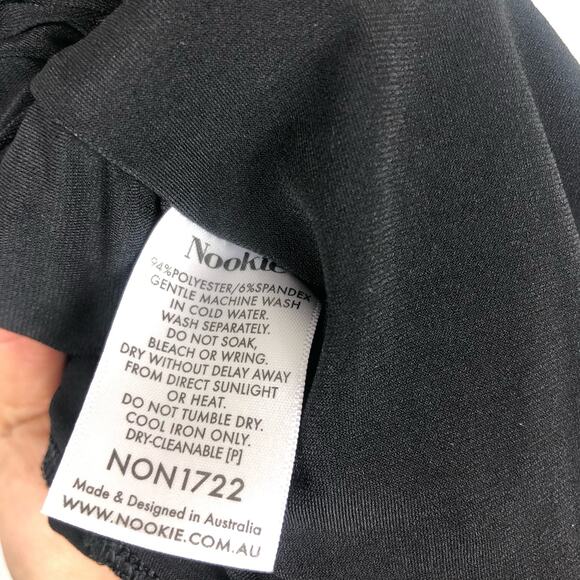 Nookie
94%POLYESTER/6%SPANDEX
GENTLE MACHINE WASH
IN COLD WATER.
WASH SEPARATELY.
DO NOT SOAK,
BLEACH OR WRING.
DRY WITHOUT DELAY AWAY
FROM DIRECT SUNLIGHT
OR HEAT.
DO NOT TUMBLE DRY.
COOL IRON ONLY.
DRY-CLEANABLE [P]
NON1722
Made & Designed in Australia
WWW.NOOKIE.COM.AU